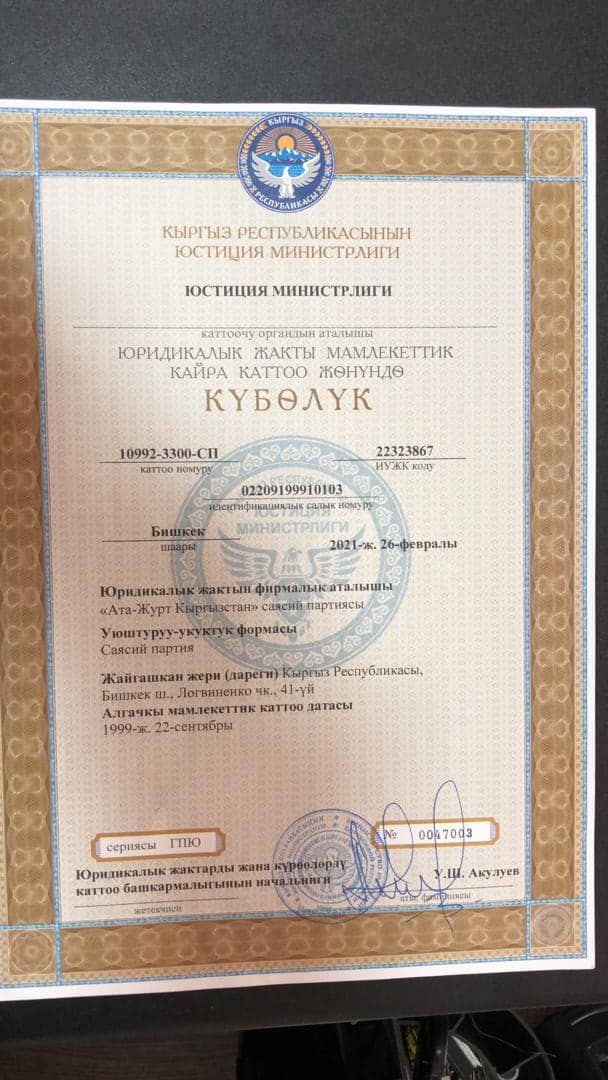 КЫРГЫЗ
РЕСПУБЛИКАСЫ
КЫРГЫЗ РЕСПУБЛИКАСЫНЫН
ЮСТИЦИЯ МИНИСТРЛИГИ
ЮСТИЦИЯ МИНИСТРЛИГИ
каттоочу органдын аталышы
ЮРИДИКАЛЫК ЖАКТЫ МАМЛЕКЕТТИК
КАЙРА КАТТОО ЖӨНҮНДӨ
КҮБӨЛҮК
10992-3300-СП 22323867
каттоо номуру ИУЖК коду
02209199910103
идентификациялык салык номуру
ЮСТИЦИЯ
МИНИСТРЛИГИ
Бишкек
шаары 2021-ж. 26-февралы
Юридикалык жактын фирмалык аталышы
«Ата-Журт Кыргызстан» саясий партиясы
Уюштуруу-укуктук формасы
Саясий партия
Жайгашкан жери (дареги) Кыргыз Республикасы,
Бишкек ш., Логвиненко чк., 41-үй
Алгачкы мамлекеттик каттоо датасы
1999-ж. 22-сентябры
сериясы ГПЮ № 0047003
Юридикалык жактарды жана күрөөлөрдү
каттоо башкармалыгынын начальниги У.Ш. Акулуев
жетекчиси аты, фамилиясы